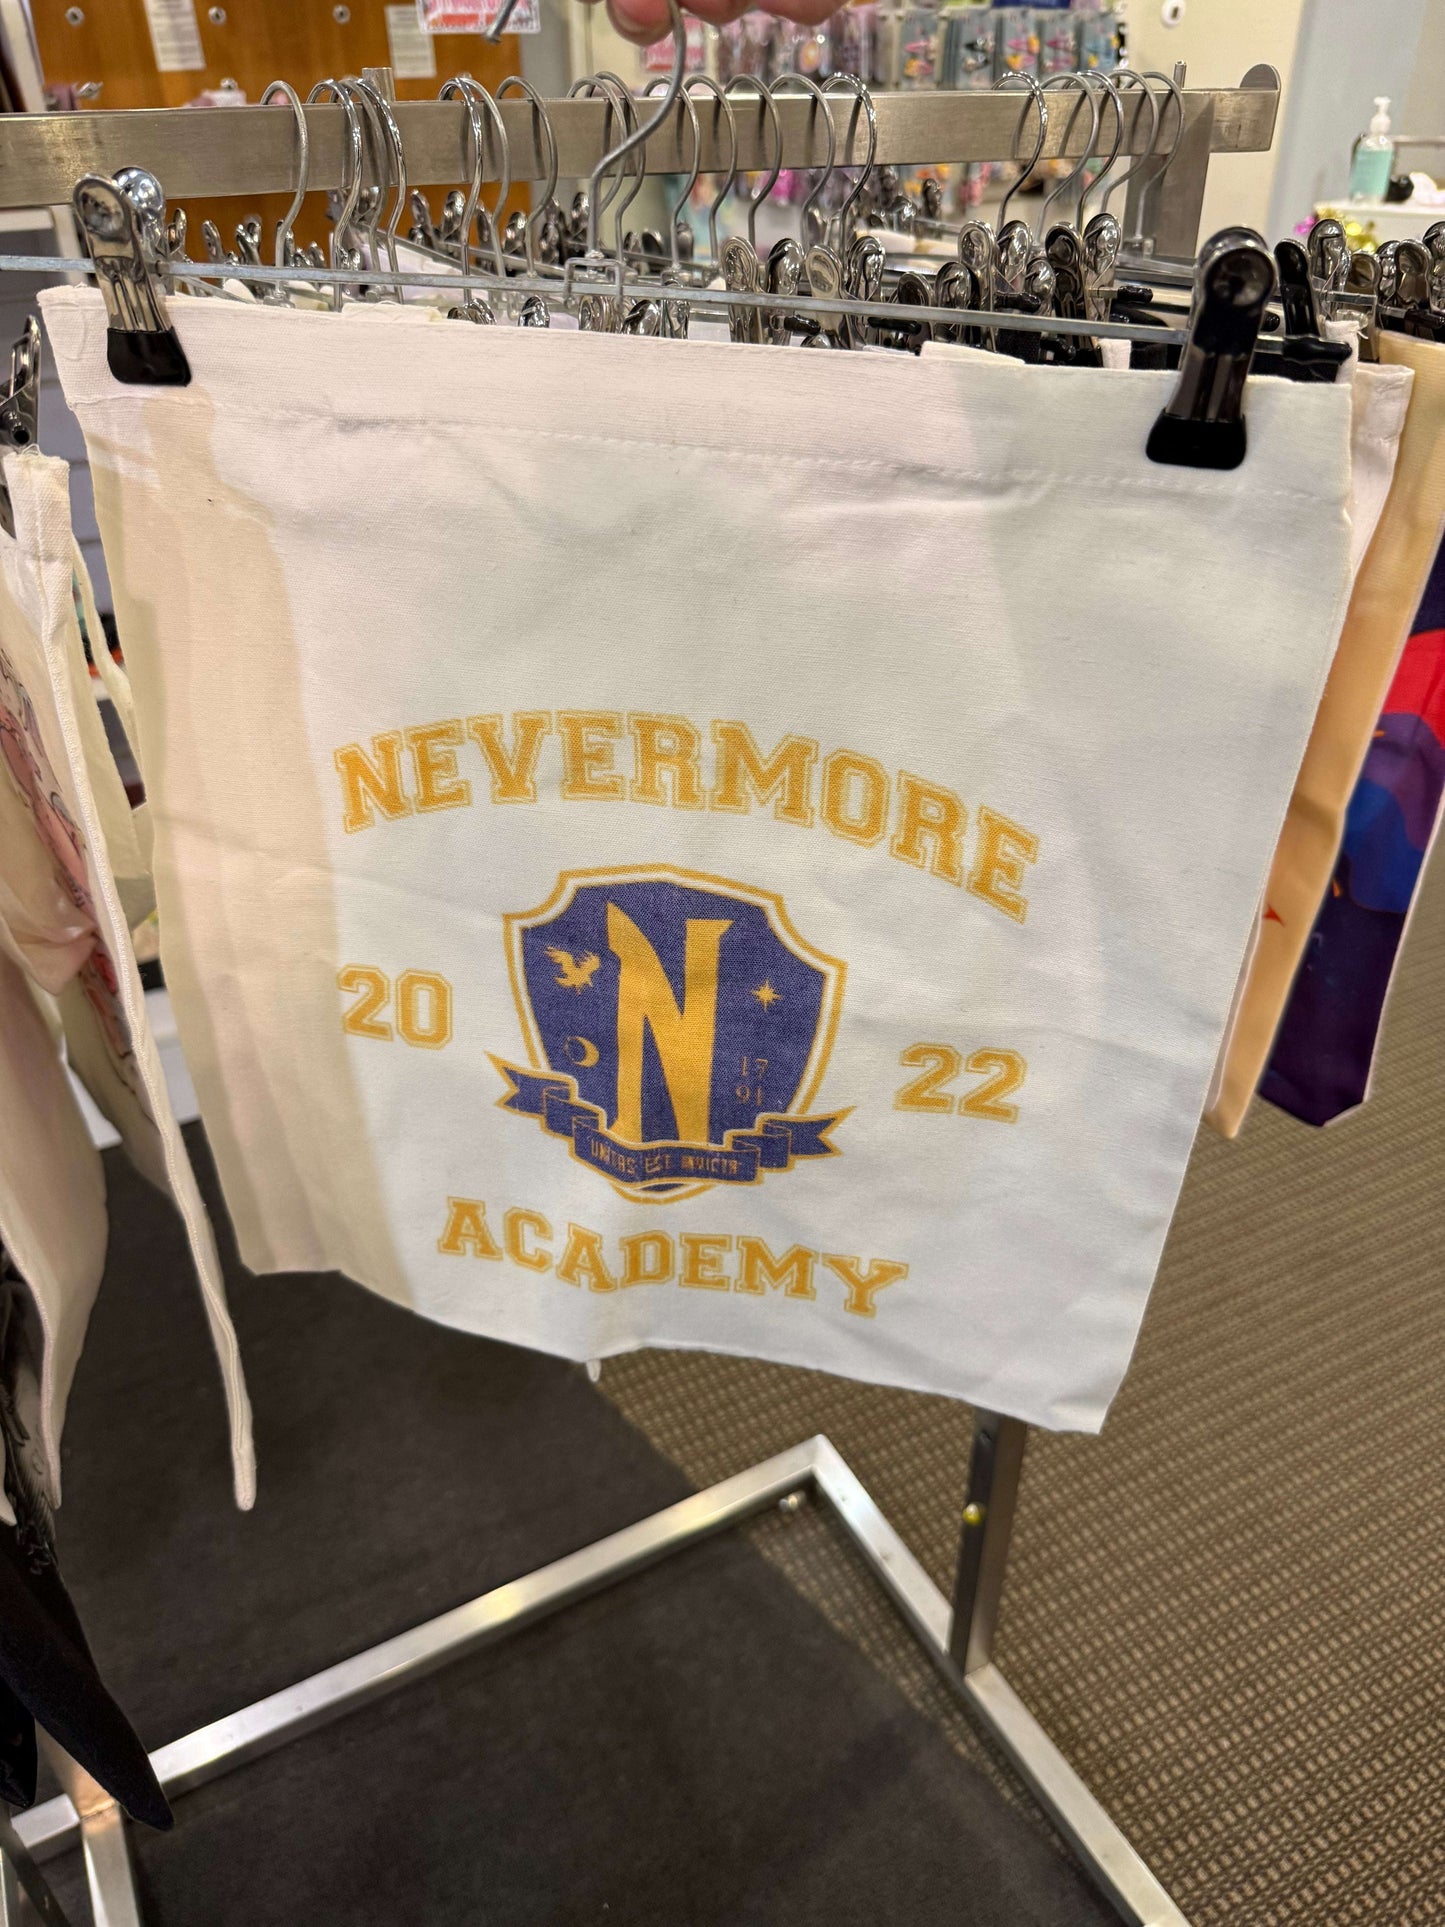 NEVERMORE
20 22
N
17
91
UNITAS EST INVICTA
ACADEMY